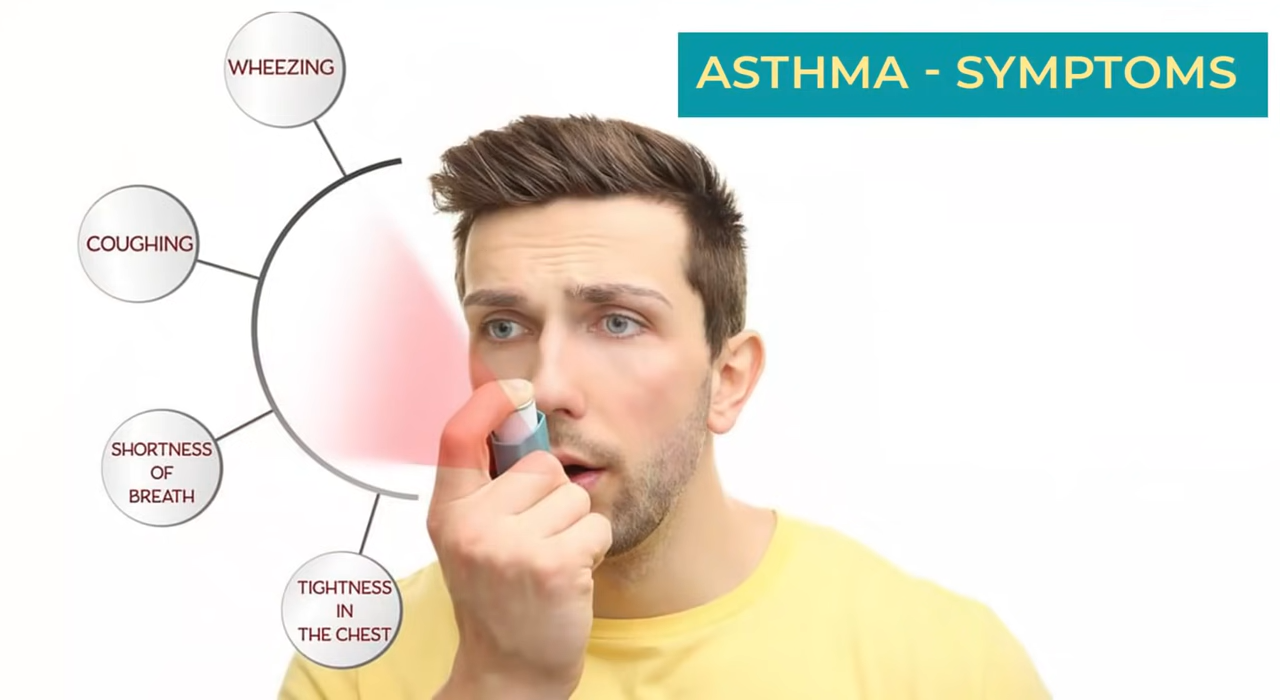 ASTHMA - SYMPTOMS
WHEEZING
COUGHING
SHORTNESS
OF
BREATH
TIGHTNESS
IN
THE CHEST